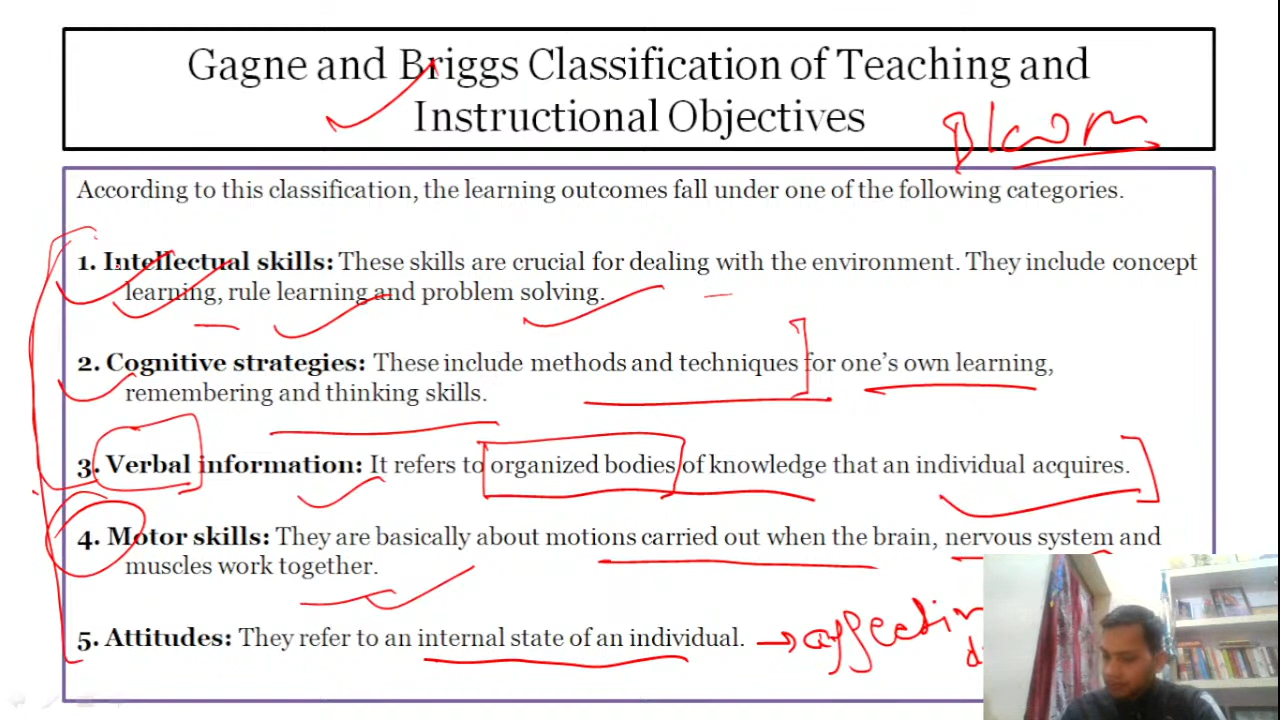 Gagne and Briggs Classification of Teaching and
Instructional Objectives
Bloom
According to this classification, the learning outcomes fall under one of the following categories.
1. Intellectual skills: These skills are crucial for dealing with the environment. They include concept
learning, rule learning and problem solving.
2. Cognitive strategies: These include methods and techniques for one's own learning,
remembering and thinking skills.
3. Verbal information: It refers to organized bodies of knowledge that an individual acquires.
4. Motor skills: They are basically about motions carried out when the brain, nervous system and
muscles work together.
5. Attitudes: They refer to an internal state of an individual. →